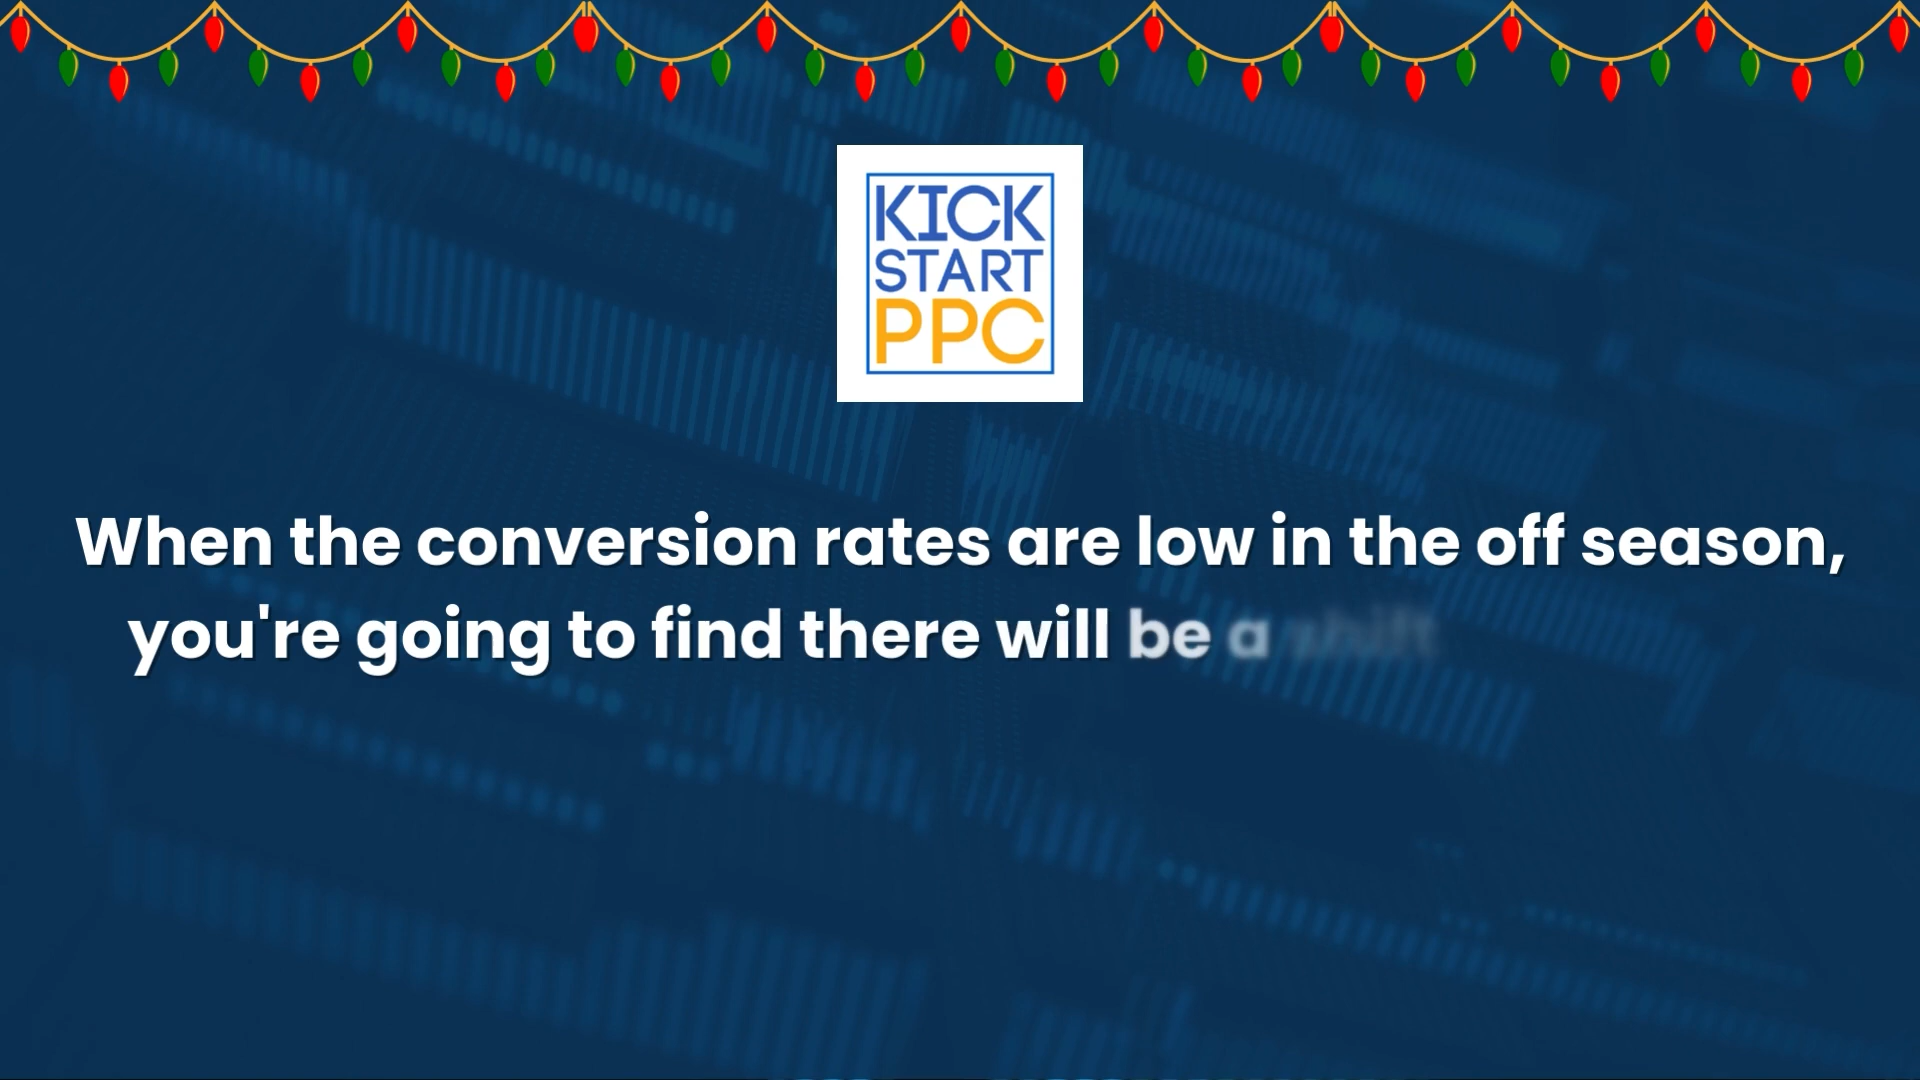 KICK
START
PPC
When the conversion rates are low in the off season,
you're going to find there will be a shift